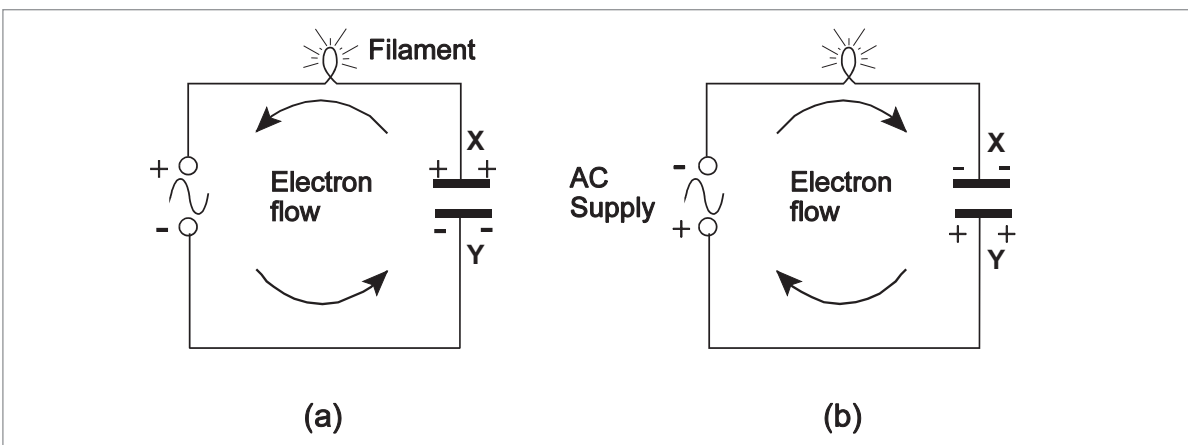 Filament
+
-
Electron
flow
X
+ +
- -
Y
(a)
AC
Supply
-
+
Electron
flow
X
- -
+ +
Y
(b)